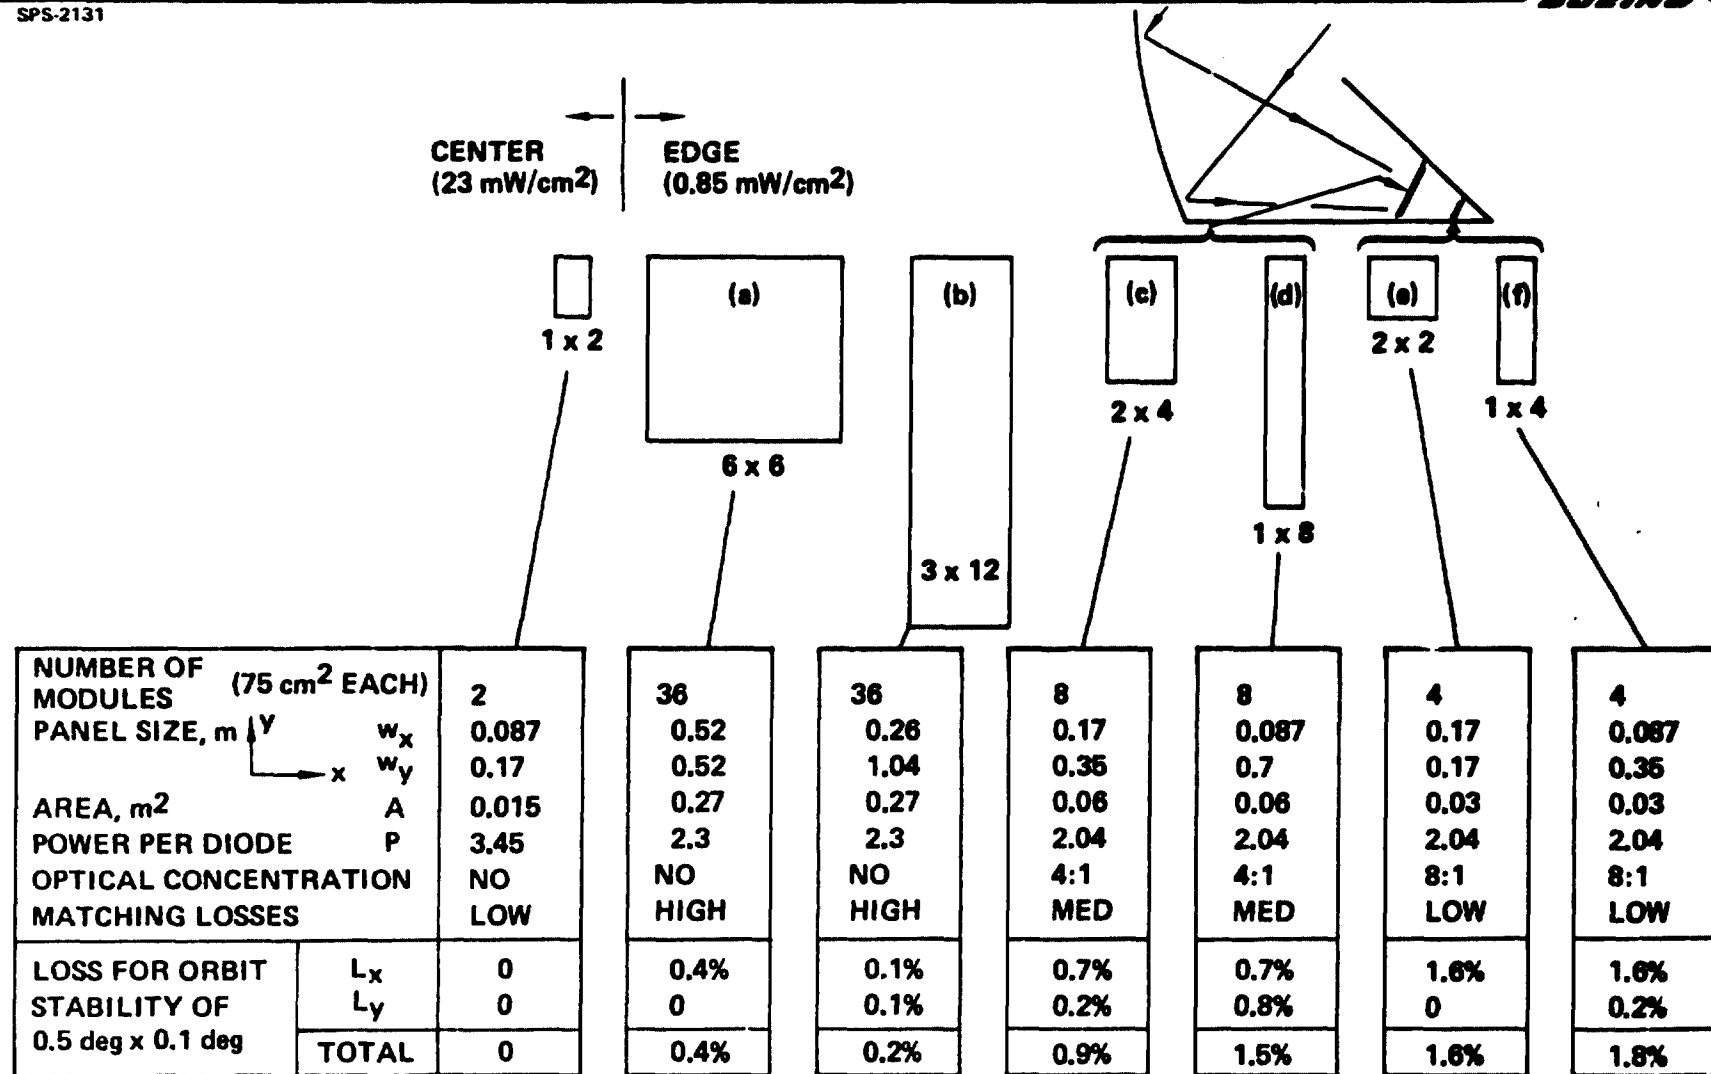 SPS-2131
CENTER
(23 mW/cm2)
EDGE
(0.85 mW/cm2)
(a)
(b)
(c)
(d)
(e)
(f)
1 x 2
2 x 2
2 x 4
1 x 4
6 x 6
1 x 8
3 x 12
NUMBER OF MODULES (75 cm2 EACH) 2 36 36 8 8 4 4
PANEL SIZE, m y x wx 0.087 0.52 0.26 0.17 0.087 0.17 0.087
wy 0.17 0.52 1.04 0.35 0.7 0.17 0.35
AREA, m2 A 0.015 0.27 0.27 0.06 0.06 0.03 0.03
POWER PER DIODE P 3.45 2.3 2.3 2.04 2.04 2.04 2.04
OPTICAL CONCENTRATION NO NO NO 4:1 4:1 8:1 8:1
MATCHING LOSSES LOW HIGH HIGH MED MED LOW LOW
LOSS FOR ORBIT Lx 0 0.4% 0.1% 0.7% 0.7% 1.6% 1.6%
STABILITY OF Ly 0 0 0.1% 0.2% 0.8% 0 0.2%
0.5 deg x 0.1 deg TOTAL 0 0.4% 0.2% 0.9% 1.5% 1.6% 1.8%